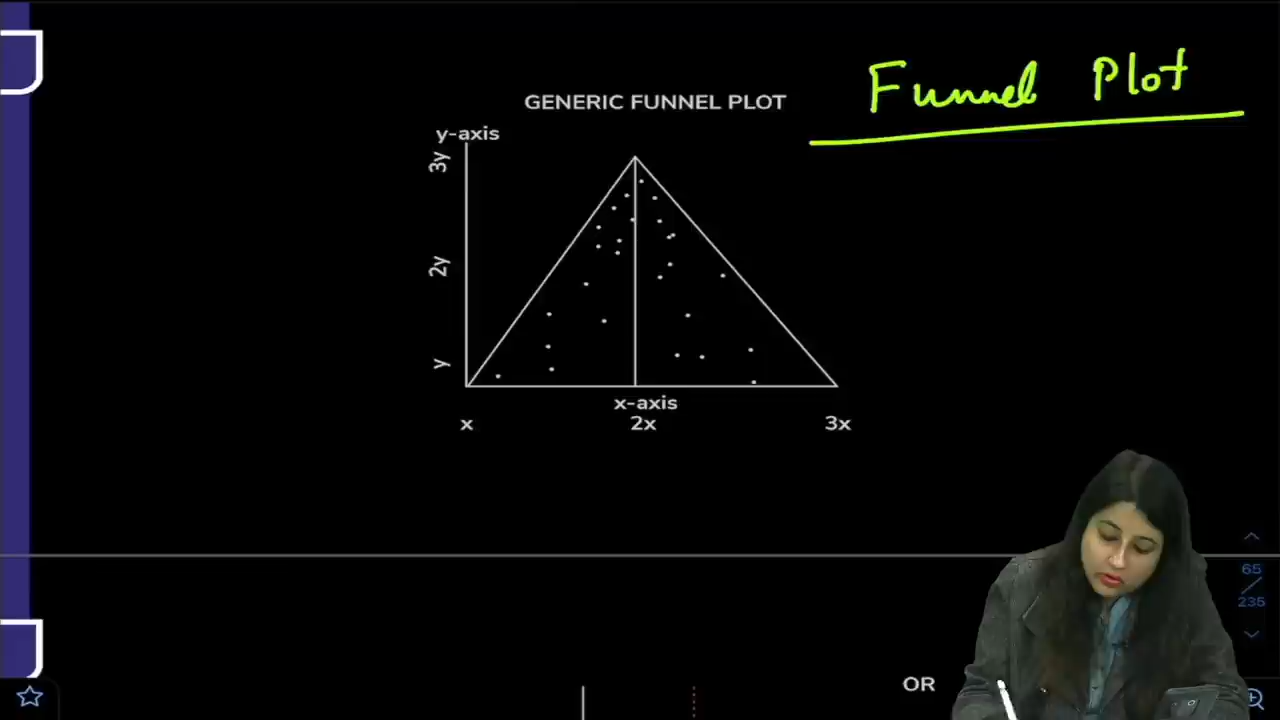 Funnel Plot
GENERIC FUNNEL PLOT
y-axis
3y
2y
y
x-axis
x 2x 3x
65
235
OR